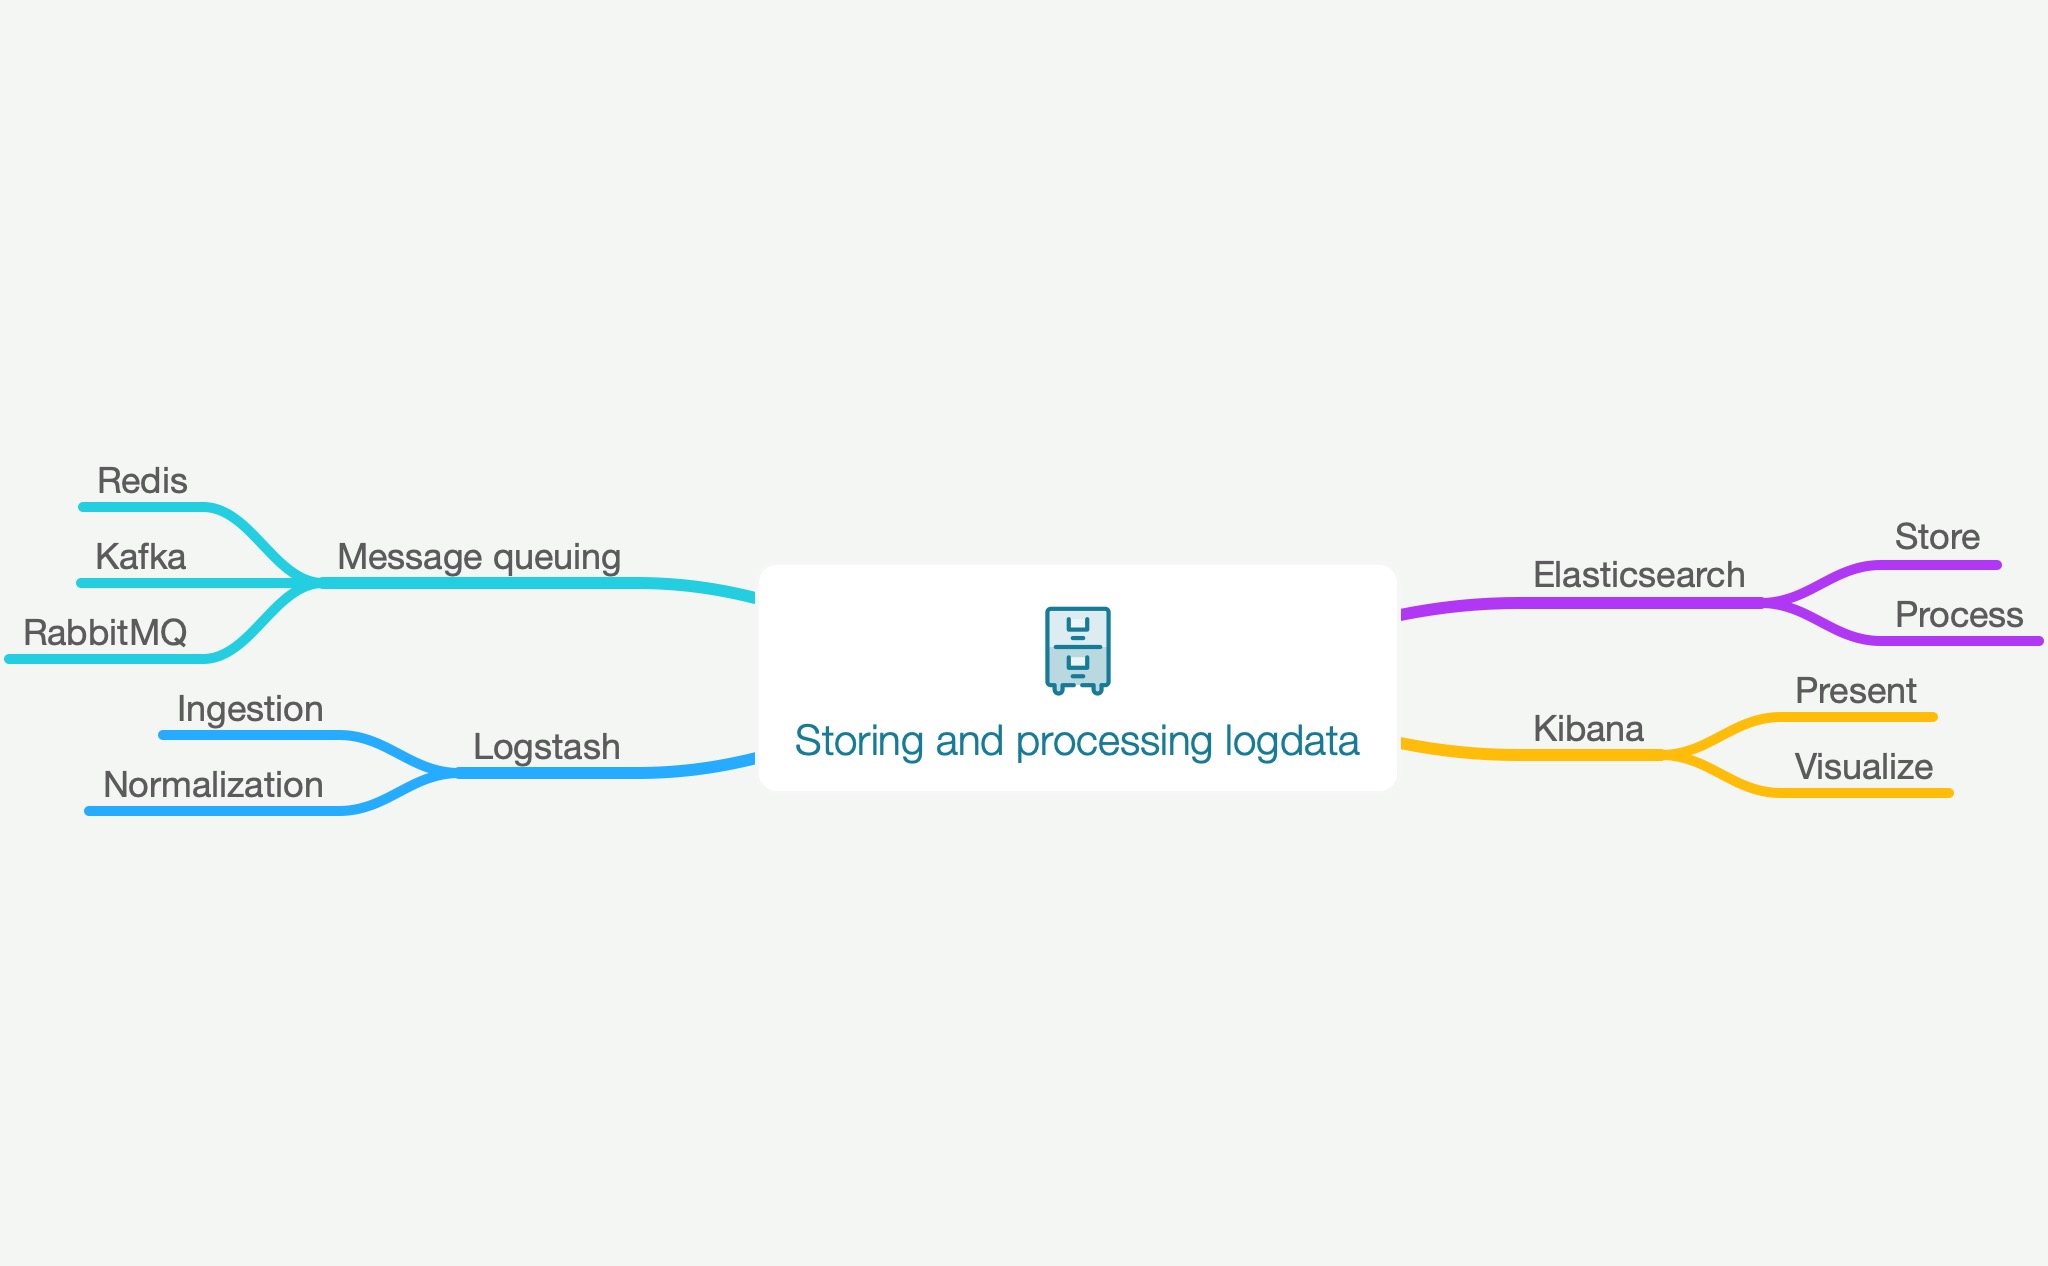 Redis
Kafka
RabbitMQ
Message queuing
Ingestion
Normalization
Logstash
Storing and processing logdata
Elasticsearch
Store
Process
Kibana
Present
Visualize